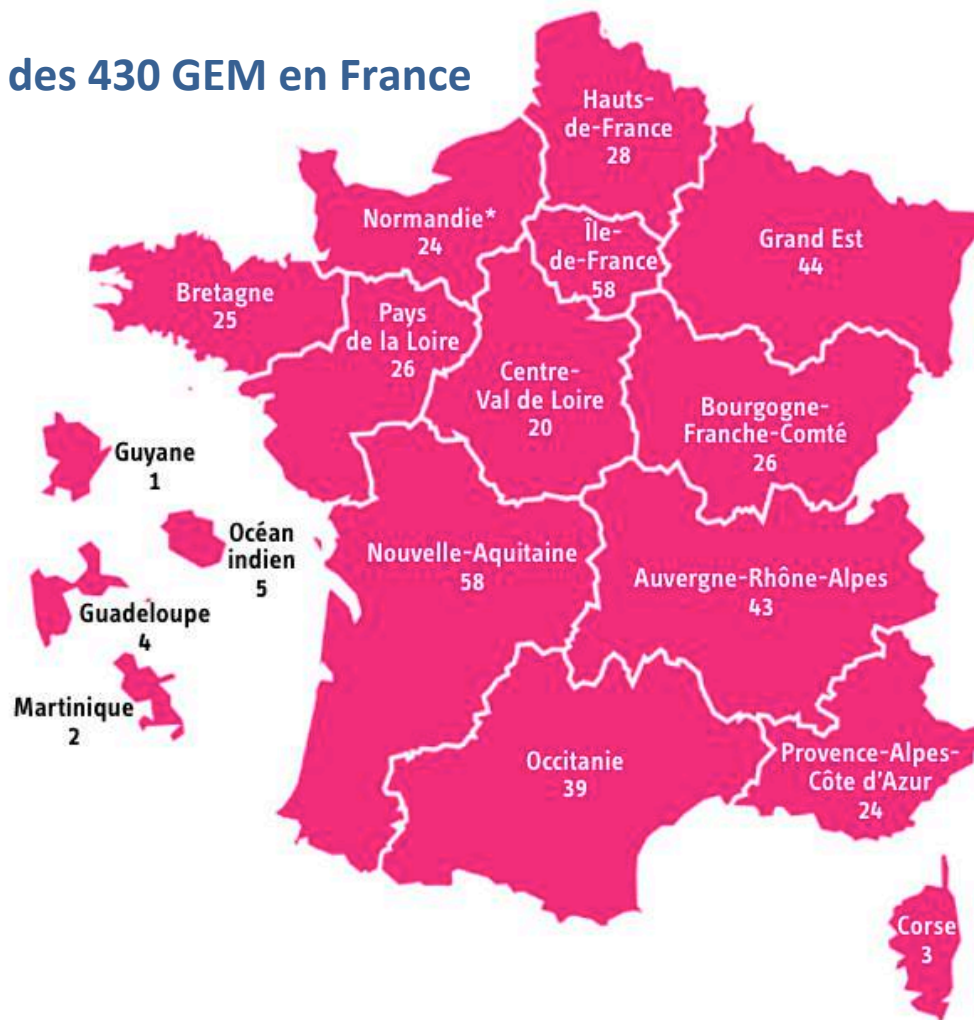 des 430 GEM en France
Hauts-
de-France
28
Normandie*
24
Île-
de-France
58
Grand Est
44
Bretagne
25
Pays
de la Loire
26
Centre-
Val de Loire
20
Bourgogne-
Franche-Comté
26
Guyane
1
Océan
indien
5
Nouvelle-Aquitaine
58
Auvergne-Rhône-Alpes
43
Guadeloupe
4
Martinique
2
Occitanie
39
Provence-Alpes-
Côte d'Azur
24
Corse
3